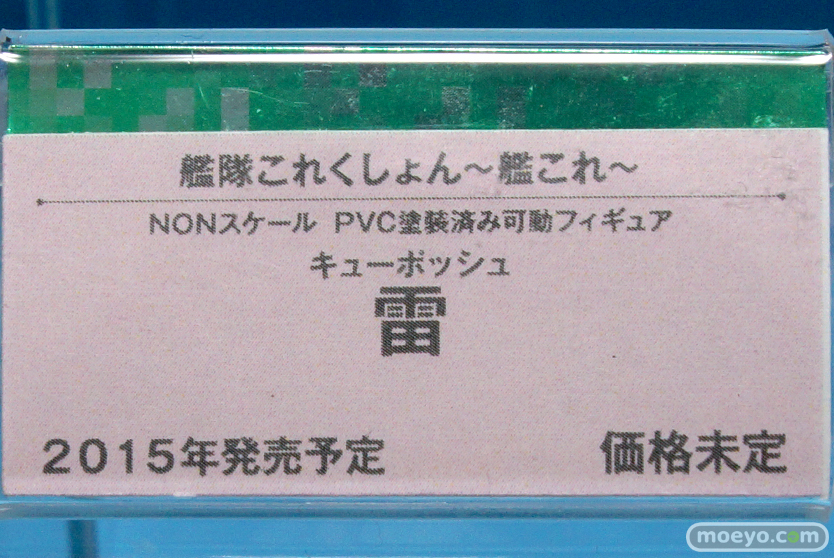 艦隊これくしょん～艦これ～
NONスケール PVC塗装済み可動フィギュア
キューポッシュ
雷
2015年発売予定
価格未定
moeyo.com